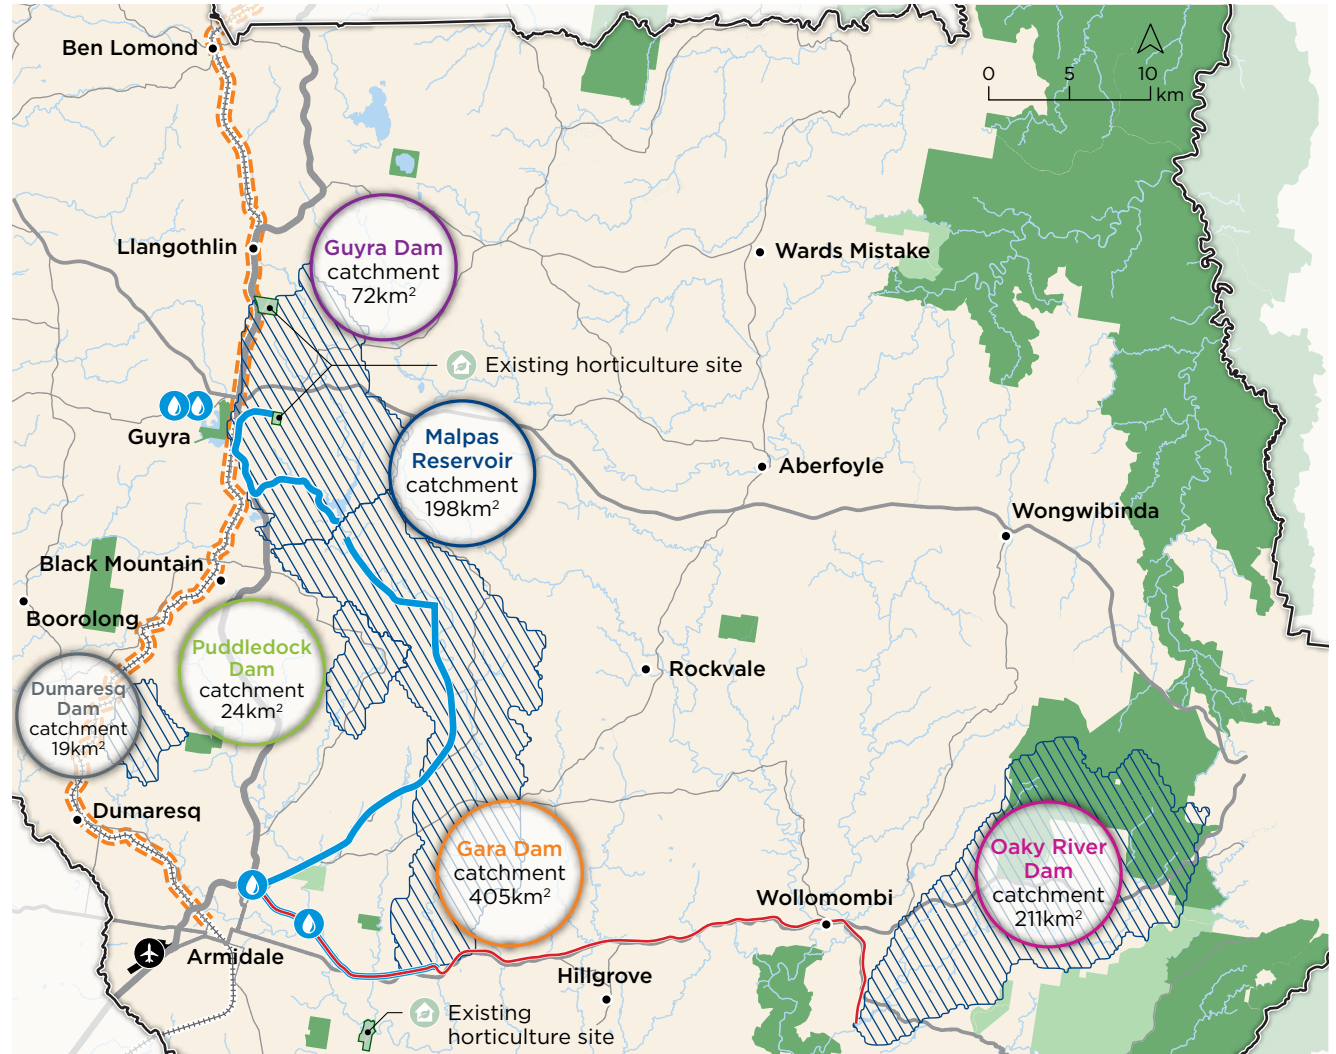 Ben Lomond
0 5 10
km
Llangothlin
Guyra Dam
catchment
72km²
Wards Mistake
Existing horticulture site
Guyra
Malpas
Reservoir
catchment
198km²
Aberfoyle
Wongwibinda
Black Mountain
Boorolong
Puddledock
Dam
catchment
24km²
Rockvale
Dumaresq
Dam
catchment
19km²
Dumaresq
Gara Dam
catchment
405km²
Oaky River
Dam
catchment
211km²
Wollomombi
Armidale
Hillgrove
Existing
horticulture site